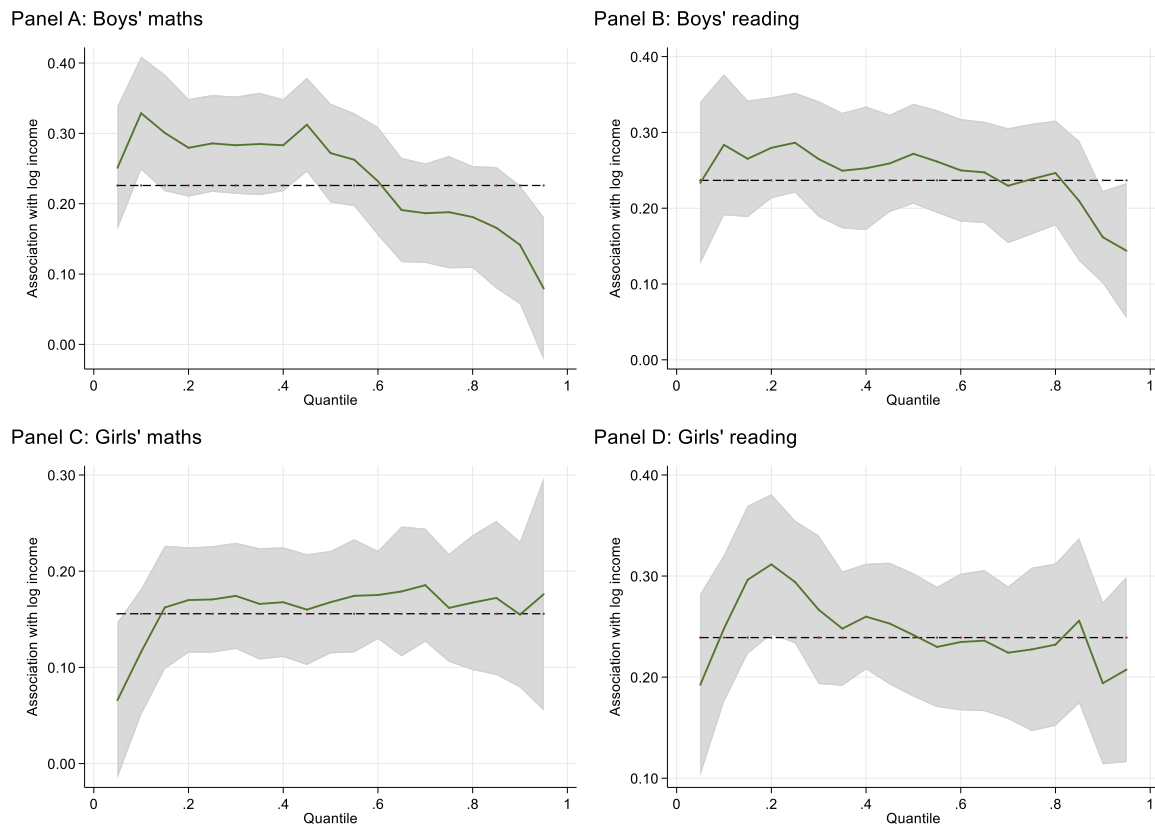 Panel A: Boys' maths
Association with log income
0.40
0.30
0.20
0.10
0.00
0 .2 .4 .6 .8 1
Quantile
Panel B: Boys' reading
Association with log income
0.40
0.30
0.20
0.10
0.00
0 .2 .4 .6 .8 1
Quantile
Panel C: Girls' maths
Association with log income
0.30
0.20
0.10
0.00
0 .2 .4 .6 .8 1
Quantile
Panel D: Girls' reading
Association with log income
0.40
0.30
0.20
0.10
0 .2 .4 .6 .8 1
Quantile